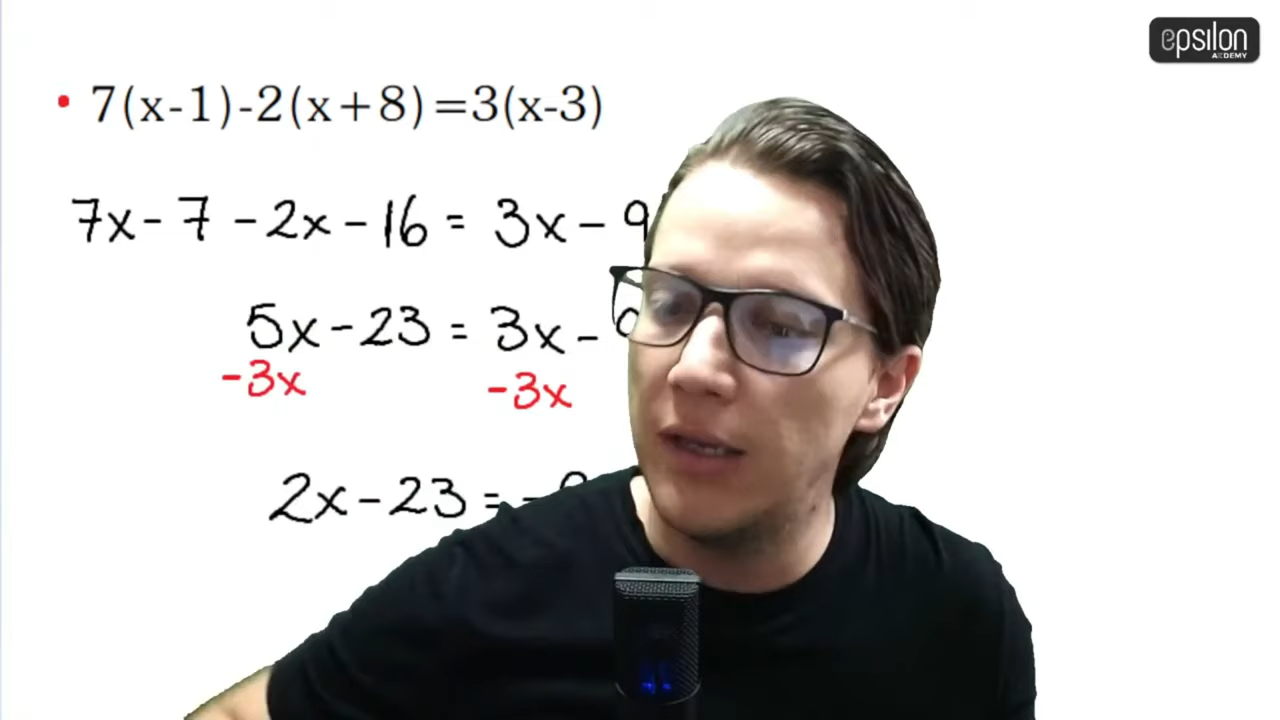 epsilon
ACADEMY
• 7(x-1)-2(x+8)=3(x-3)
7x - 7 - 2x - 16 = 3x - 9
5x - 23 = 3x -
-3x -3x
2x - 23 = -